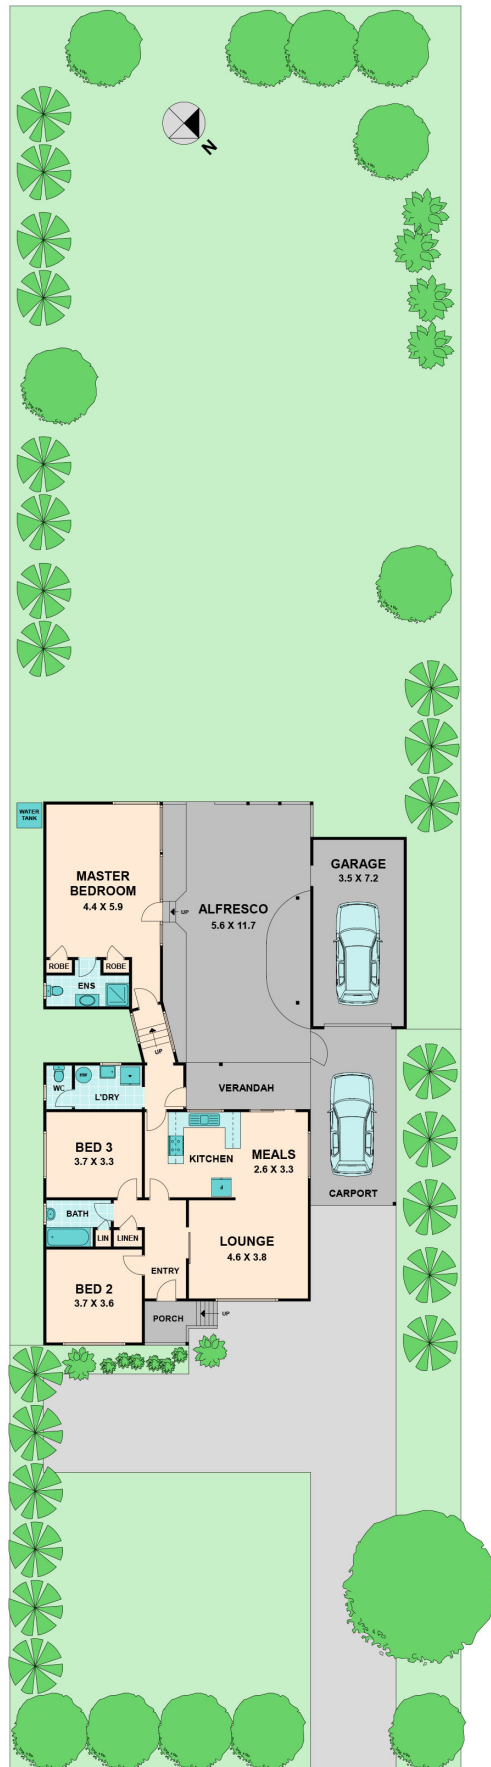 N
WATER
TANK
MASTER
BEDROOM
4.4 X 5.9
ALFRESCO
5.6 X 11.7
UP
GARAGE
3.5 X 7.2
ROBE
ROBE
ENS
UP
WC
L'DRY
VERANDAH
BED 3
3.7 X 3.3
KITCHEN
MEALS
2.6 X 3.3
CARPORT
BATH
LIN
LINEN
LOUNGE
4.6 X 3.8
ENTRY
BED 2
3.7 X 3.6
PORCH
UP